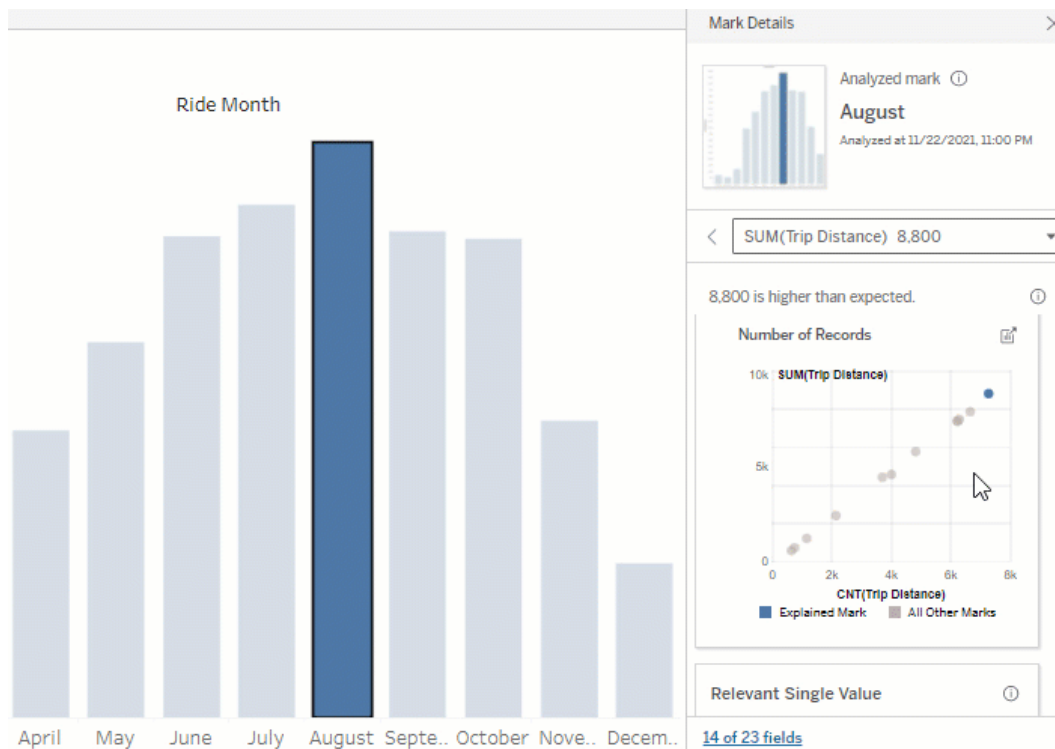 Ride Month
April May June July August Septe.. October Nove.. Decem..
Mark Details
Analyzed mark
August
Analyzed at 11/22/2021, 11:00 PM
SUM(Trip Distance) 8,800
8,800 is higher than expected.
Number of Records
10k SUM(Trip Distance)
5k
0
0 2k 4k 6k 8k
CNT(Trip Distance)
Explained Mark All Other Marks
Relevant Single Value
14 of 23 fields